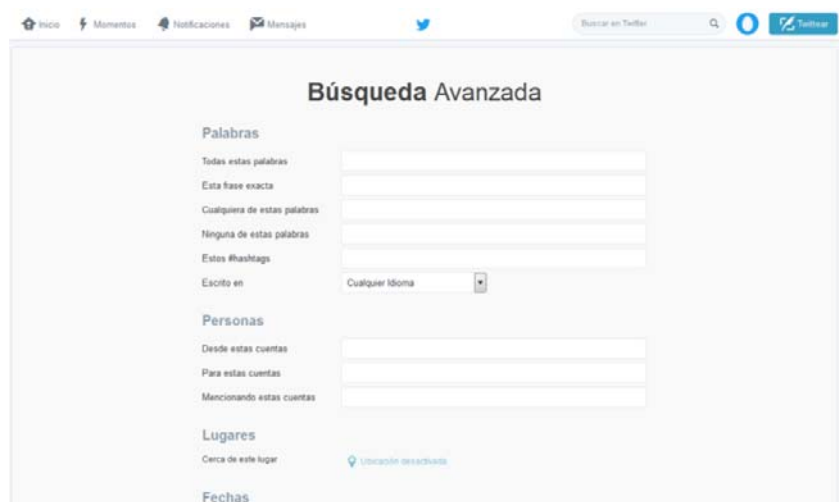 Inicio Momentos Notificaciones Mensajes Buscar en Twitter Twittear
Búsqueda Avanzada
Palabras
Todas estas palabras
Esta frase exacta
Cualquiera de estas palabras
Ninguna de estas palabras
Estos #hashtags
Escrito en Cualquier Idioma
Personas
Desde estas cuentas
Para estas cuentas
Mencionando estas cuentas
Lugares
Cerca de este lugar Ubicación desactivada
Fechas